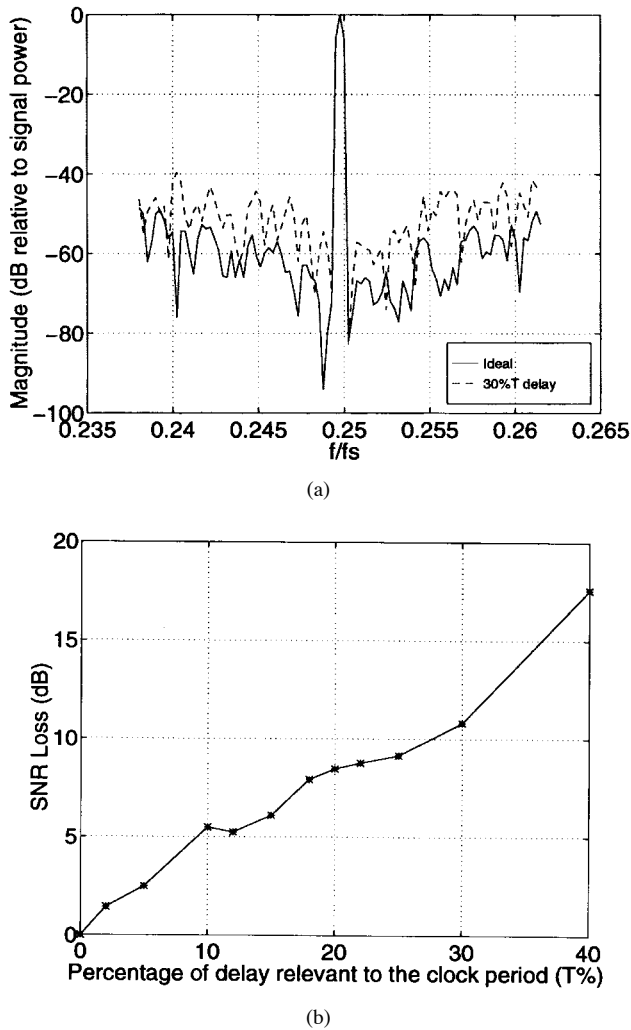 0
−20
−40
−60
−80
−100
Magnitude (dB relative to signal power)
Ideal
30%T delay
0.235 0.24 0.245 0.25 0.255 0.26 0.265
f/fs
(a)
20
15
10
5
0
SNR Loss (dB)
0 10 20 30 40
Percentage of delay relevant to the clock period (T%)
(b)